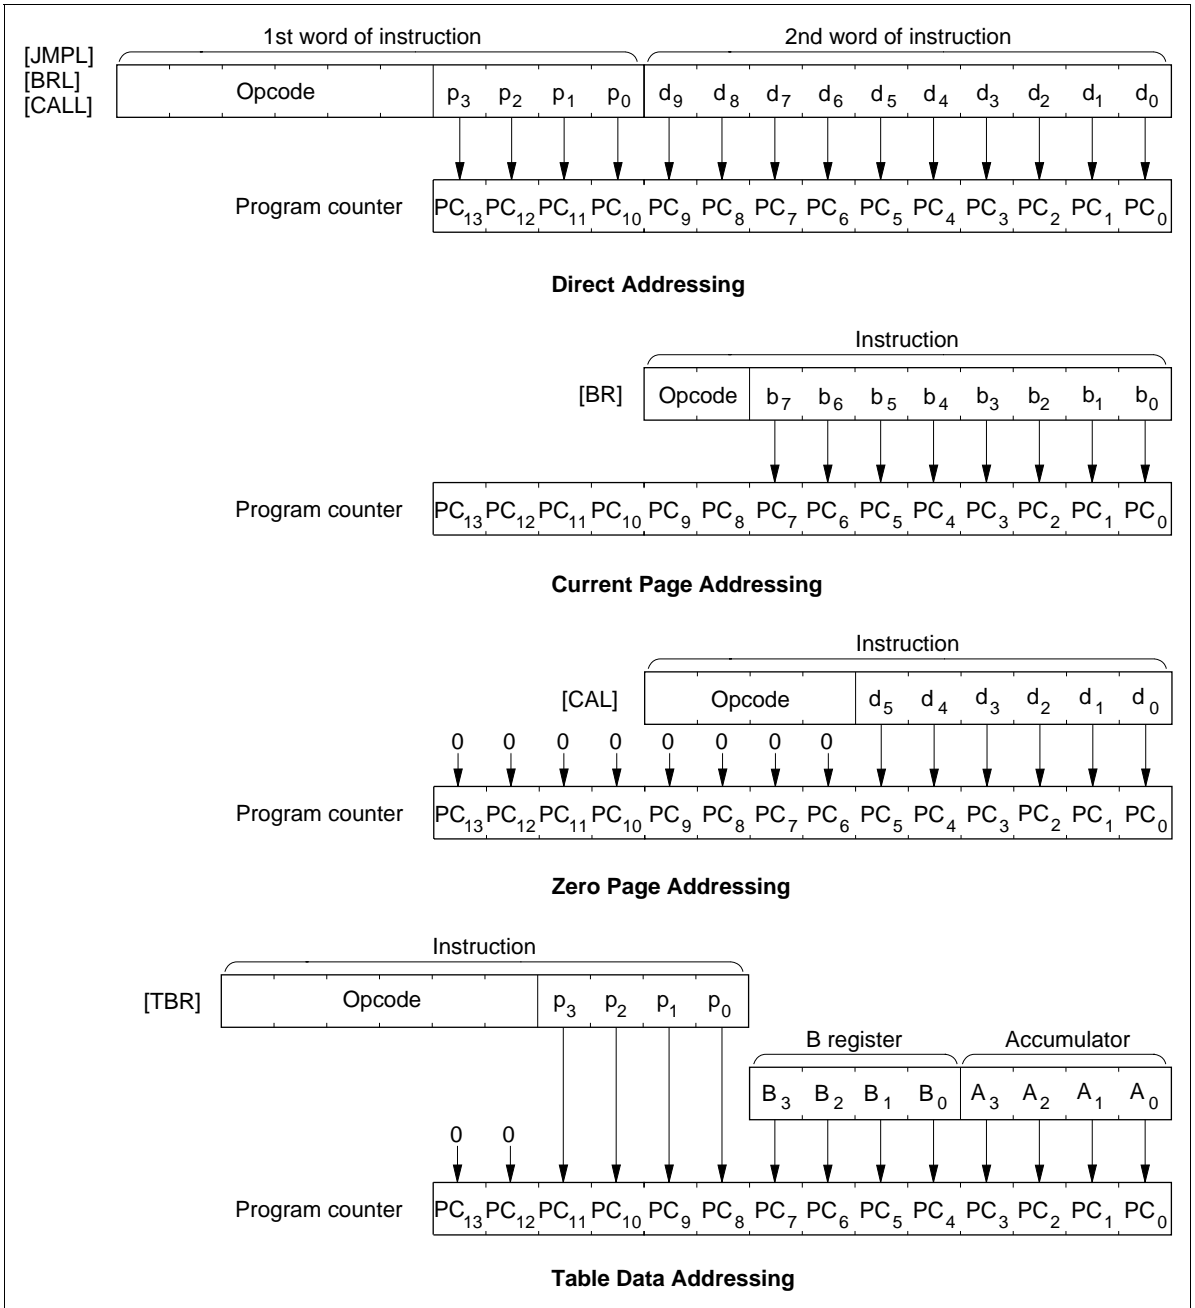 1st word of instruction 2nd word of instruction
[JMPL]
[BRL]
[CALL]
Opcode p3 p2 p1 p0 d9 d8 d7 d6 d5 d4 d3 d2 d1 d0
Program counter PC13 PC12 PC11 PC10 PC9 PC8 PC7 PC6 PC5 PC4 PC3 PC2 PC1 PC0
Direct Addressing
Instruction
[BR] Opcode b7 b6 b5 b4 b3 b2 b1 b0
Program counter PC13 PC12 PC11 PC10 PC9 PC8 PC7 PC6 PC5 PC4 PC3 PC2 PC1 PC0
Current Page Addressing
Instruction
[CAL] Opcode d5 d4 d3 d2 d1 d0
0 0 0 0 0 0 0 0
Program counter PC13 PC12 PC11 PC10 PC9 PC8 PC7 PC6 PC5 PC4 PC3 PC2 PC1 PC0
Zero Page Addressing
Instruction
[TBR] Opcode p3 p2 p1 p0
B register Accumulator
B3 B2 B1 B0 A3 A2 A1 A0
0 0
Program counter PC13 PC12 PC11 PC10 PC9 PC8 PC7 PC6 PC5 PC4 PC3 PC2 PC1 PC0
Table Data Addressing